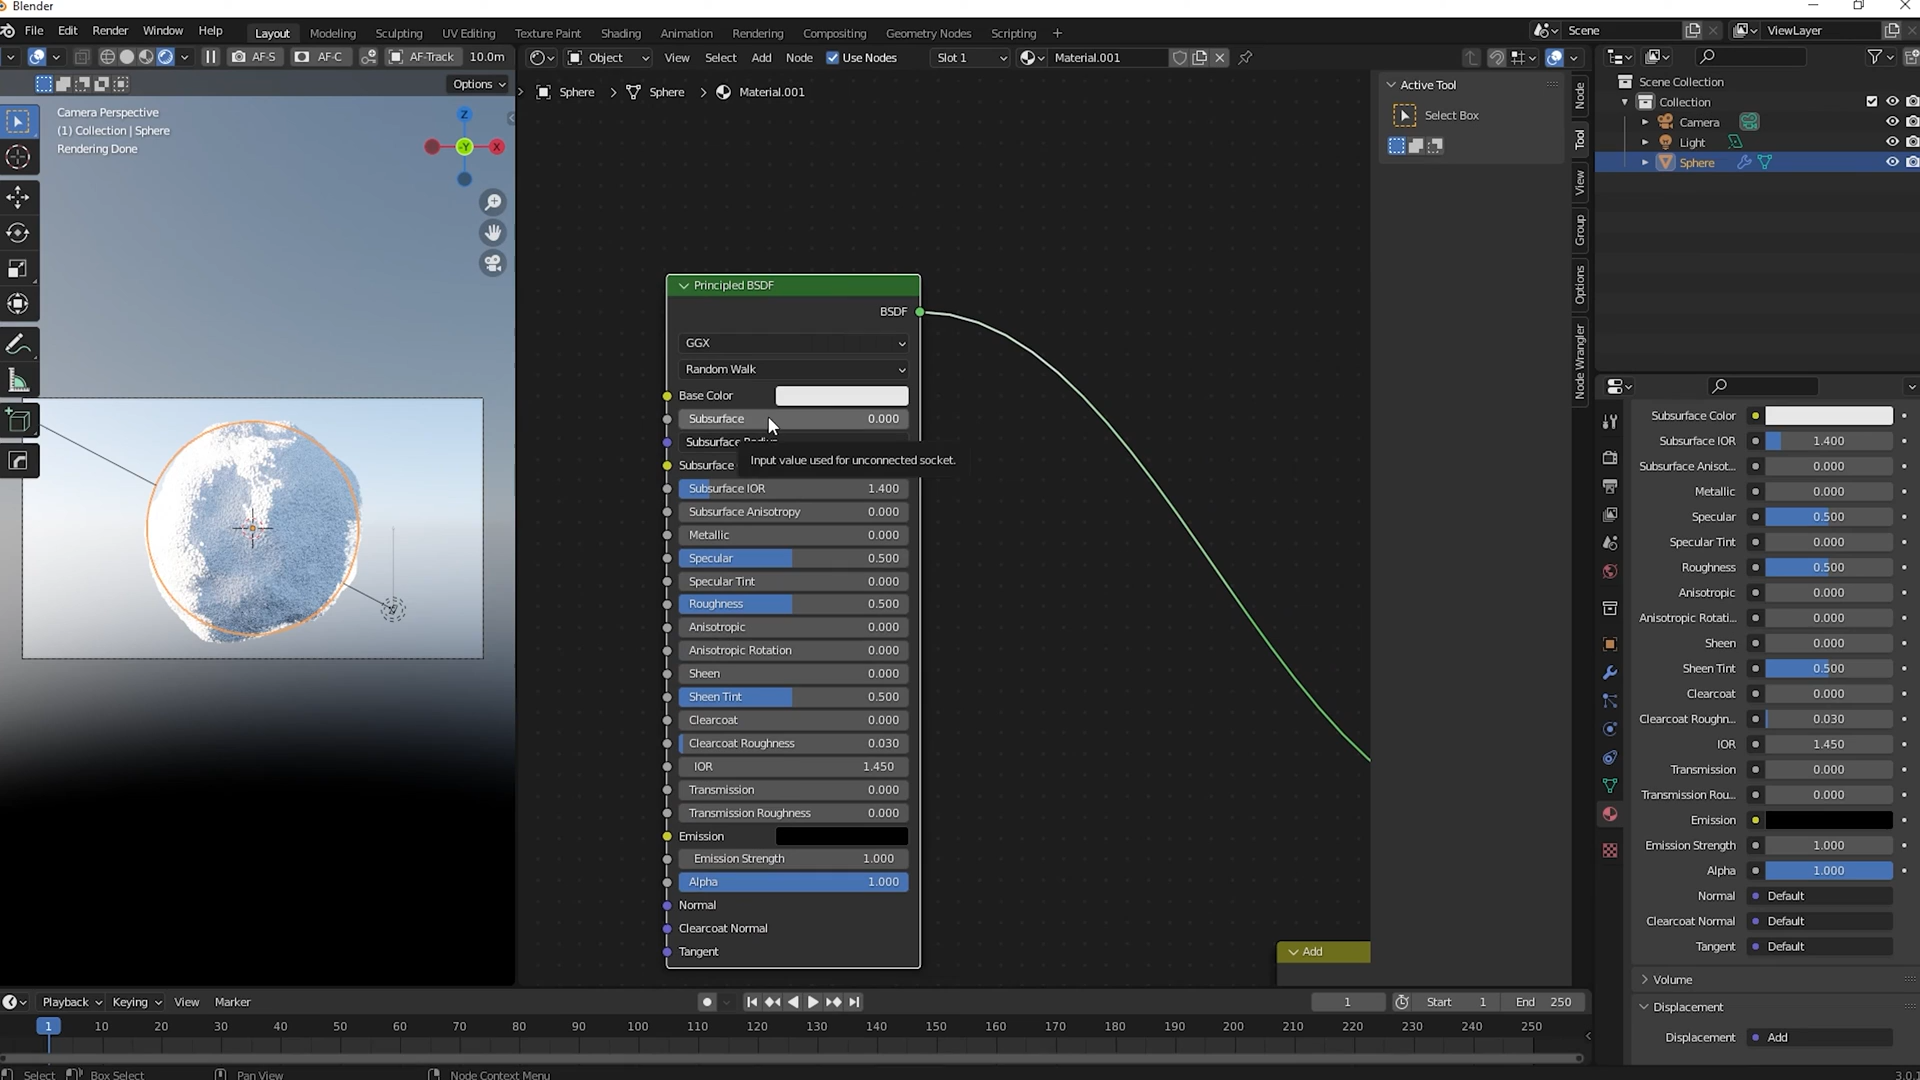 Blender
File Edit Render Window Help Layout Modeling Sculpting UV Editing Texture Paint Shading Animation Rendering Compositing Geometry Nodes Scripting + Scene ViewLayer
AF-S AF-C AF-Track 10.0m Object View Select Add Node Use Nodes Slot 1 Material.001
Options
Camera Perspective
(1) Collection | Sphere
Rendering Done
Z
-Y X
Sphere Sphere Material.001
Active Tool
Select Box
Node
Tool
View
Group
Options
Node Wrangler
Scene Collection
Collection
Camera
Light
Sphere
Principled BSDF
BSDF
GGX
Random Walk
Base Color
Subsurface 0.000
Subsurface Radius
Subsurface
Input value used for unconnected socket.
Subsurface IOR 1.400
Subsurface Anisotropy 0.000
Metallic 0.000
Specular 0.500
Specular Tint 0.000
Roughness 0.500
Anisotropic 0.000
Anisotropic Rotation 0.000
Sheen 0.000
Sheen Tint 0.500
Clearcoat 0.000
Clearcoat Roughness 0.030
IOR 1.450
Transmission 0.000
Transmission Roughness 0.000
Emission
Emission Strength 1.000
Alpha 1.000
Normal
Clearcoat Normal
Tangent
Add
Subsurface Color
Subsurface IOR 1.400
Subsurface Anisot... 0.000
Metallic 0.000
Specular 0.500
Specular Tint 0.000
Roughness 0.500
Anisotropic 0.000
Anisotropic Rotati... 0.000
Sheen 0.000
Sheen Tint 0.500
Clearcoat 0.000
Clearcoat Roughn... 0.030
IOR 1.450
Transmission 0.000
Transmission Rou... 0.000
Emission
Emission Strength 1.000
Alpha 1.000
Normal Default
Clearcoat Normal Default
Tangent Default
Volume
Displacement
Displacement Add
Playback Keying View Marker 1 Start 1 End 250
1 10 20 30 40 50 60 70 80 90 100 110 120 130 140 150 160 170 180 190 200 210 220 230 240 250
Select Box Select Pan View Node Context Menu 3.0.1